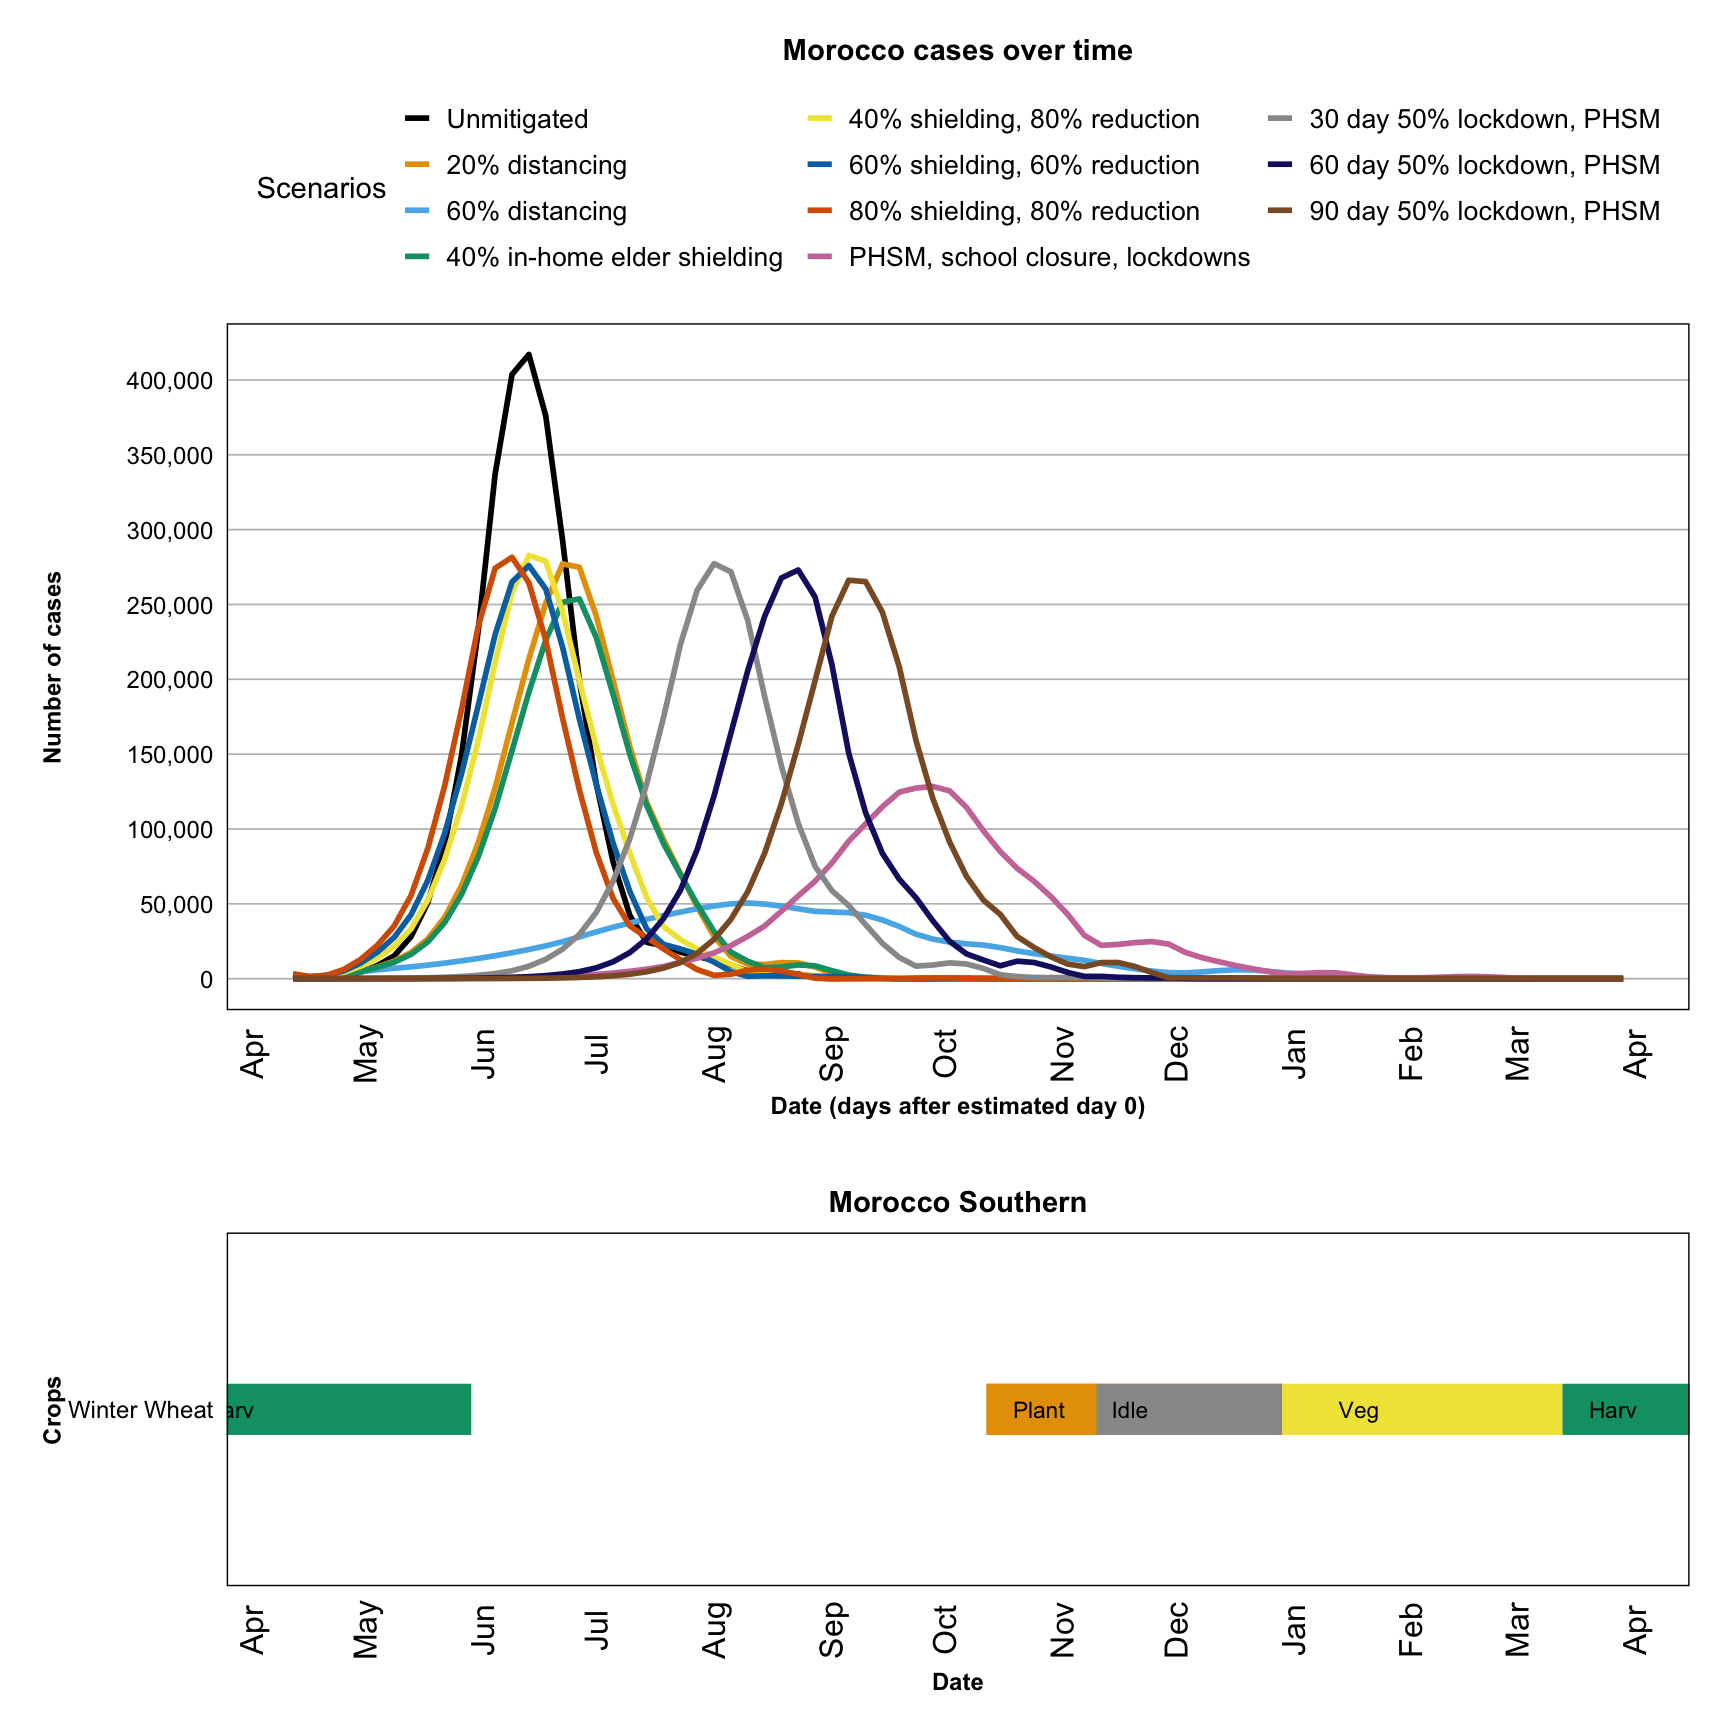 Morocco cases over time
Scenarios
Unmitigated
20% distancing
60% distancing
40% in-home elder shielding
40% shielding, 80% reduction
60% shielding, 60% reduction
80% shielding, 80% reduction
PHSM, school closure, lockdowns
30 day 50% lockdown, PHSM
60 day 50% lockdown, PHSM
90 day 50% lockdown, PHSM
Number of cases
400,000
350,000
300,000
250,000
200,000
150,000
100,000
50,000
0
Apr May Jun Jul Aug Sep Oct Nov Dec Jan Feb Mar Apr
Date (days after estimated day 0)
Morocco Southern
Crops
Winter Wheat arv Plant Idle Veg Harv
Apr May Jun Jul Aug Sep Oct Nov Dec Jan Feb Mar Apr
Date